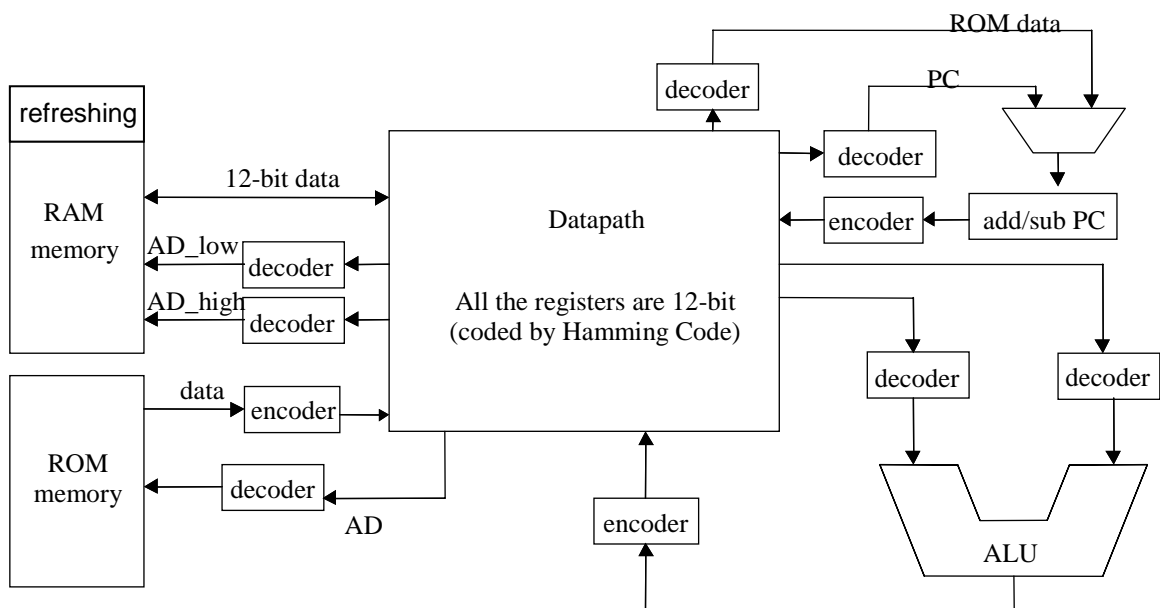 ROM data
decoder
PC
refreshing
decoder
12-bit data
RAM
memory
Datapath
encoder
add/sub PC
AD_low
decoder
AD_high
decoder
All the registers are 12-bit
(coded by Hamming Code)
decoder
decoder
data
encoder
ROM
memory
decoder
AD
encoder
ALU